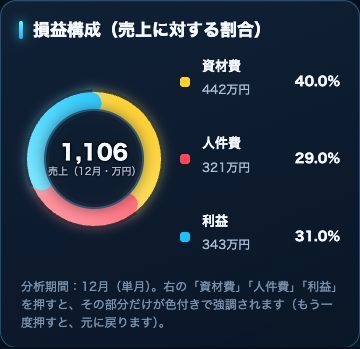 損益構成（売上に対する割合）
資材費
442万円
40.0%
人件費
321万円
29.0%
利益
343万円
31.0%
1,106
売上（12月・万円）
分析期間：12月（単月）。右の「資材費」「人件費」「利益」
を押すと、その部分だけが色付きで強調されます（もう一
度押すと、元に戻ります）。